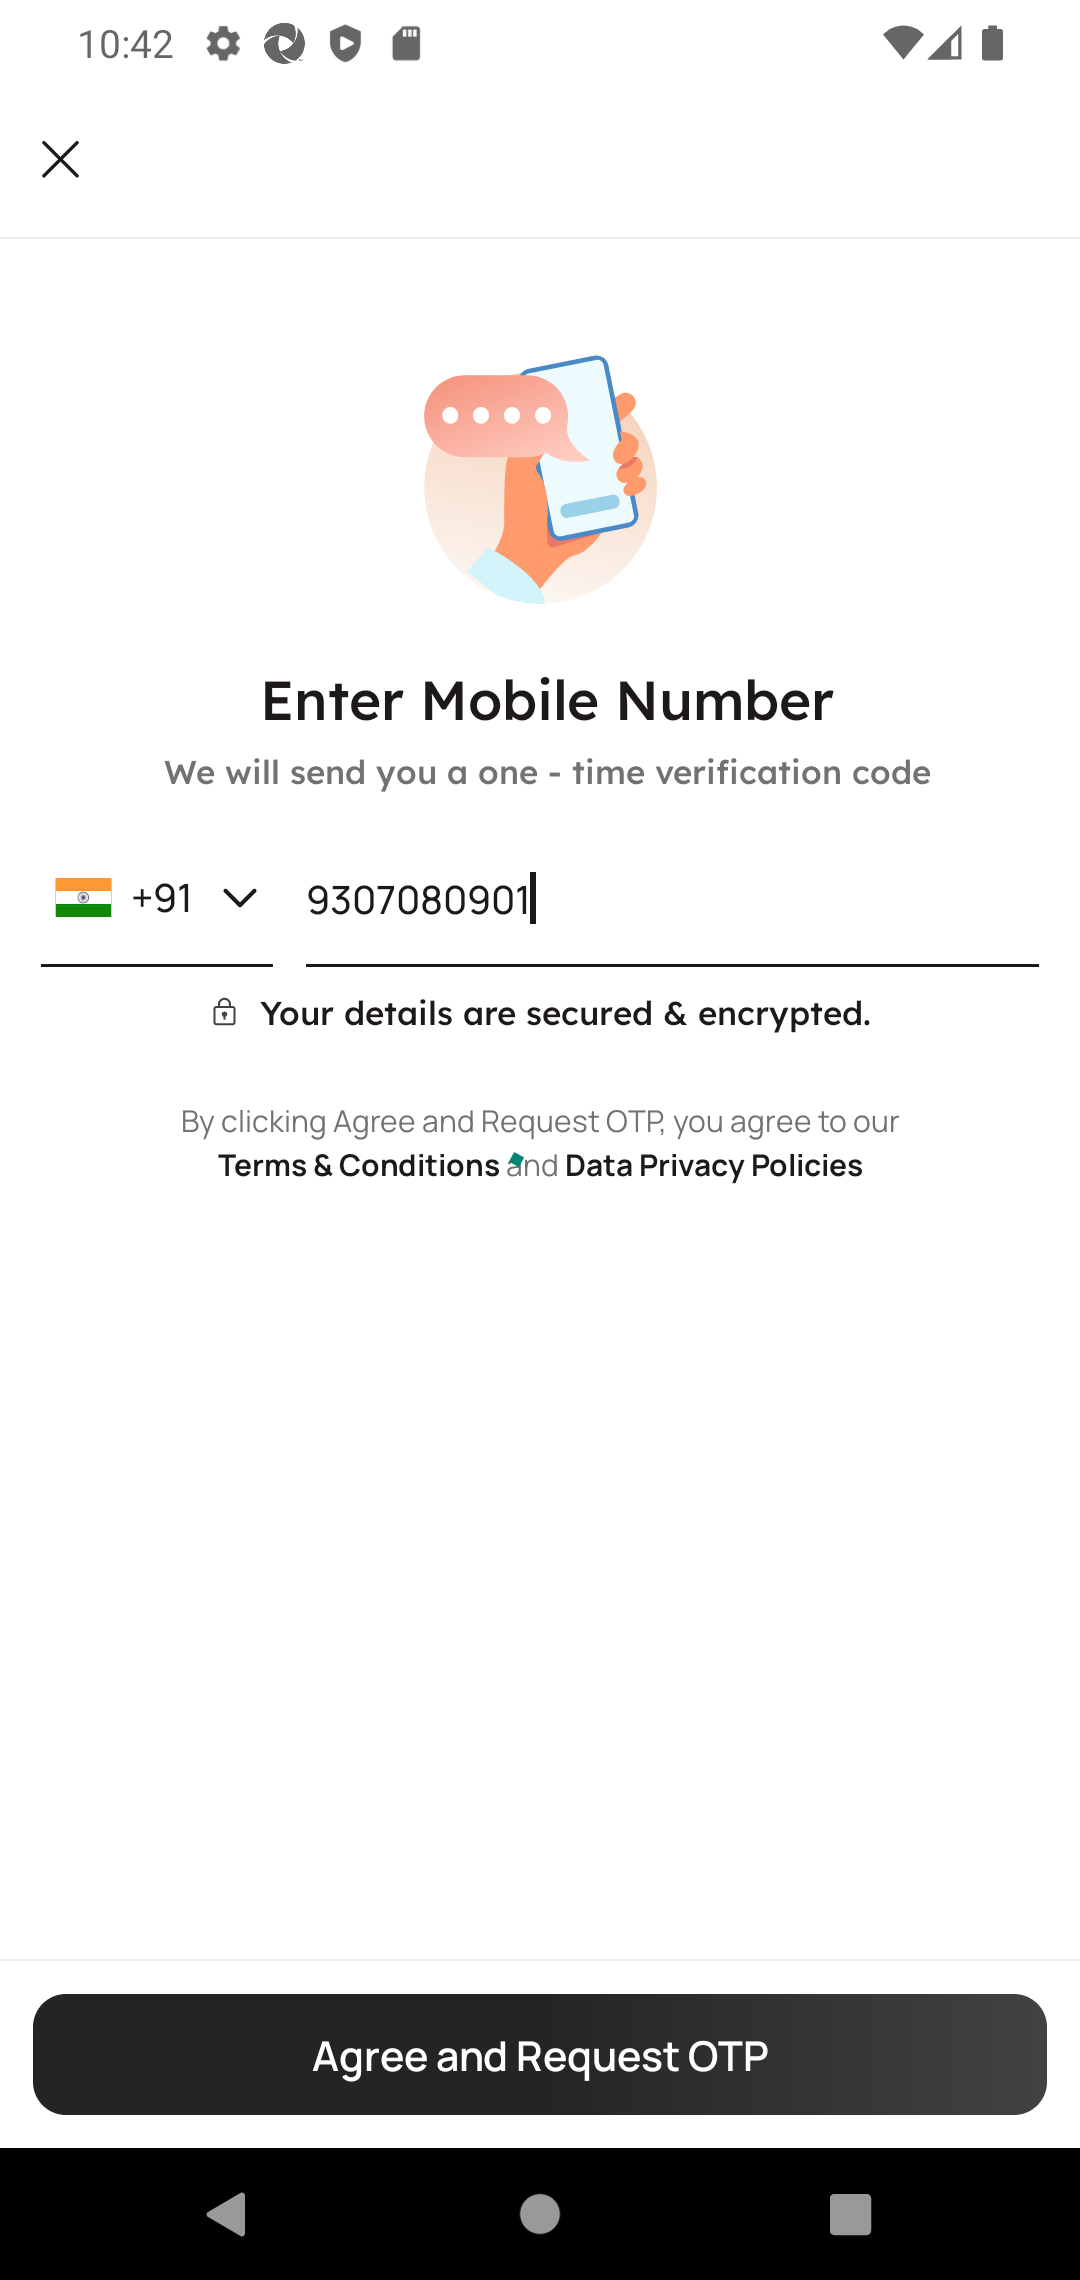 10:42
Enter Mobile Number
We will send you a one - time verification code
+91 9307080901
Your details are secured & encrypted.
By clicking Agree and Request OTP, you agree to our
Terms & Conditions and Data Privacy Policies
Agree and Request OTP